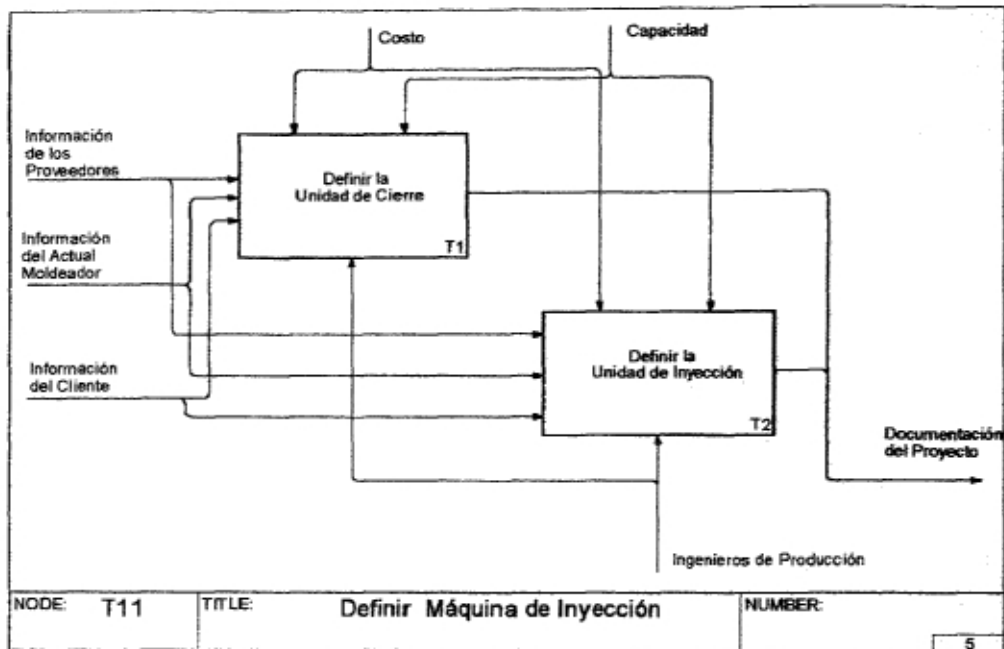 Costo
Capacidad
Información
de los
Proveedores
Definir la
Unidad de Cierre
T1
Información
del Actual
Moldeador
Información
del Cliente
Definir la
Unidad de Inyección
T2
Documentación
del Proyecto
Ingenieros de Producción
NODE: T11 TITLE: Definir Máquina de Inyección NUMBER:
5